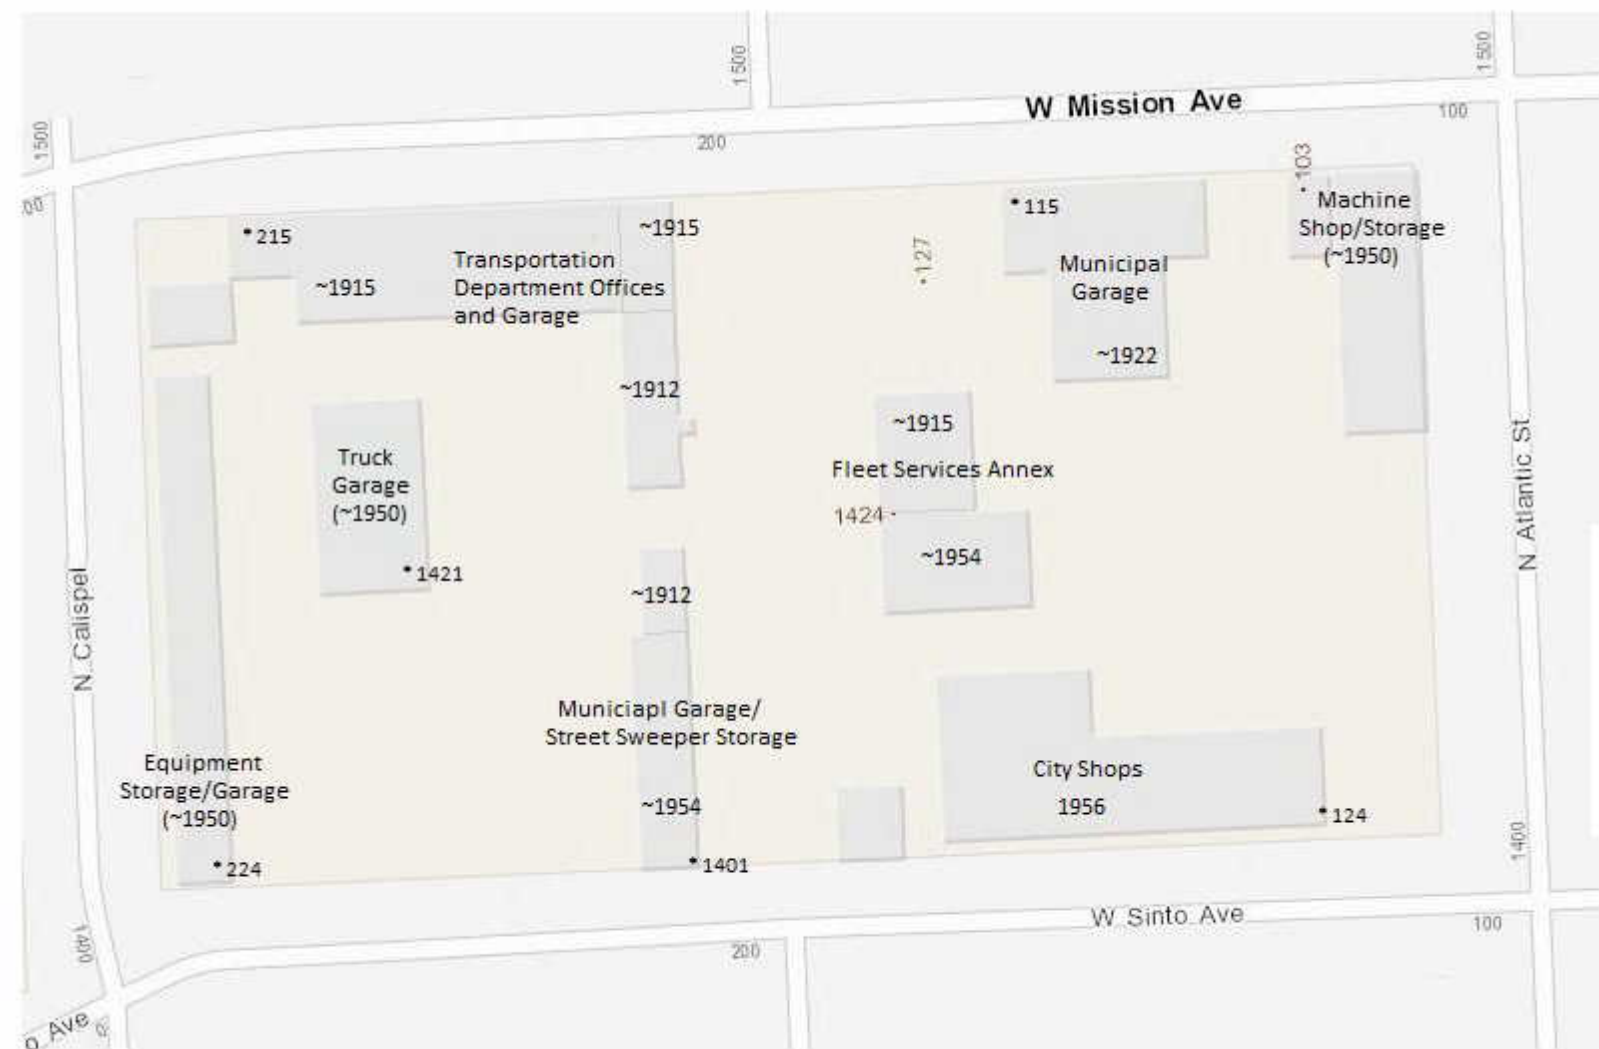 1500
1500
1500
W Mission Ave
100
200
103
00
115
Machine
Shop/Storage
(~1950)
215
~1915
127
Transportation
Department Offices
and Garage
~1915
Municipal
Garage
~1922
~1912
~1915
Truck
Garage
(~1950)
Fleet Services Annex
1424
~1954
1421
N Atlantic St
N Calispel
~1912
Municiapl Garage/
Street Sweeper Storage
Equipment
Storage/Garage
(~1950)
City Shops
1956
~1954
124
224
1401
1400
W Sinto Ave
100
1400
200
o Ave